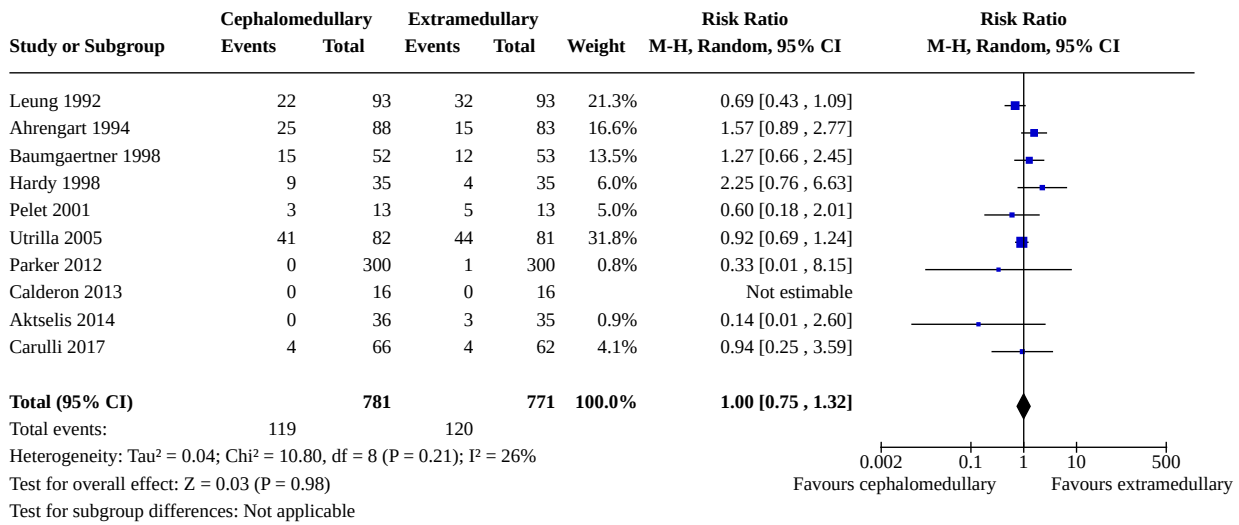 Cephalomedullary Extramedullary Risk Ratio Risk Ratio
Study or Subgroup Events Total Events Total Weight M-H, Random, 95% CI M-H, Random, 95% CI
Leung 1992 22 93 32 93 21.3% 0.69 [0.43 , 1.09]
Ahrengart 1994 25 88 15 83 16.6% 1.57 [0.89 , 2.77]
Baumgaertner 1998 15 52 12 53 13.5% 1.27 [0.66 , 2.45]
Hardy 1998 9 35 4 35 6.0% 2.25 [0.76 , 6.63]
Pelet 2001 3 13 5 13 5.0% 0.60 [0.18 , 2.01]
Utrilla 2005 41 82 44 81 31.8% 0.92 [0.69 , 1.24]
Parker 2012 0 300 1 300 0.8% 0.33 [0.01 , 8.15]
Calderon 2013 0 16 0 16 Not estimable
Aktselis 2014 0 36 3 35 0.9% 0.14 [0.01 , 2.60]
Carulli 2017 4 66 4 62 4.1% 0.94 [0.25 , 3.59]
Total (95% CI) 781 771 100.0% 1.00 [0.75 , 1.32]
Total events: 119 120
Heterogeneity: Tau² = 0.04; Chi² = 10.80, df = 8 (P = 0.21); I² = 26%
0.002 0.1 1 10 500
Test for overall effect: Z = 0.03 (P = 0.98) Favours cephalomedullary Favours extramedullary
Test for subgroup differences: Not applicable